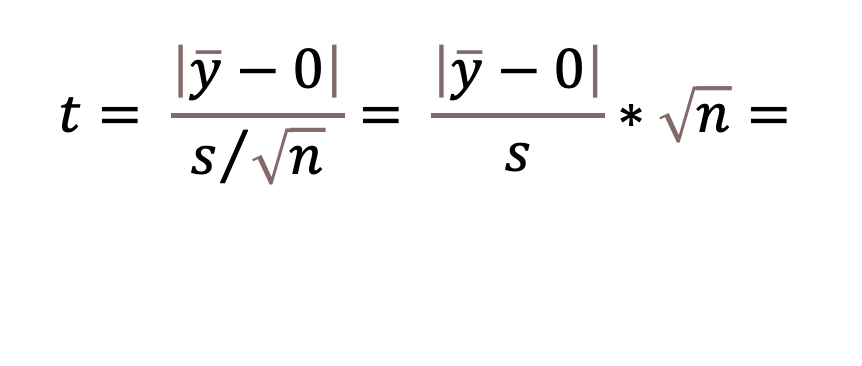 t = |ȳ − 0| / (s/√n) = |ȳ − 0| / s * √n =